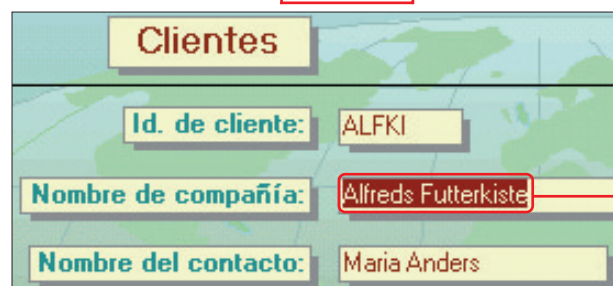 Clientes
Id. de cliente: ALFKI
Nombre de compañía: Alfreds Futterkiste
Nombre del contacto: Maria Anders